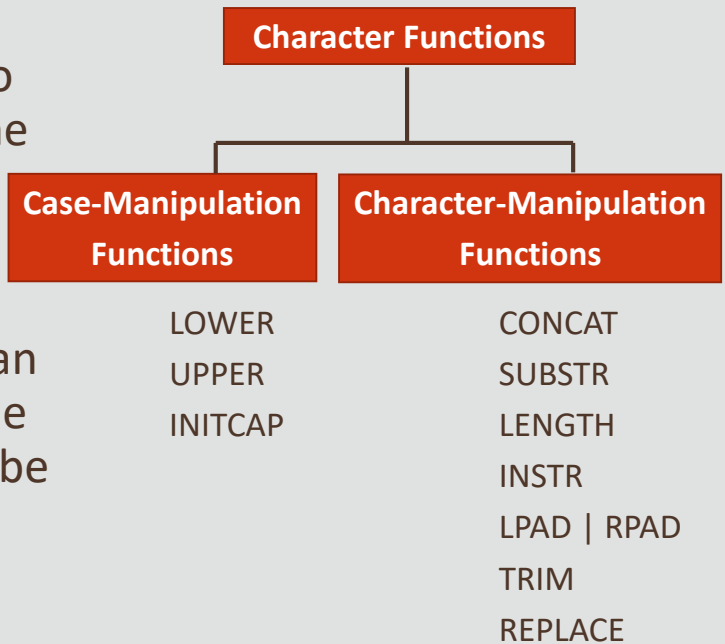 Character Functions
Case-Manipulation
Functions
Character-Manipulation
Functions
LOWER
UPPER
INITCAP
CONCAT
SUBSTR
LENGTH
INSTR
LPAD | RPAD
TRIM
REPLACE
be